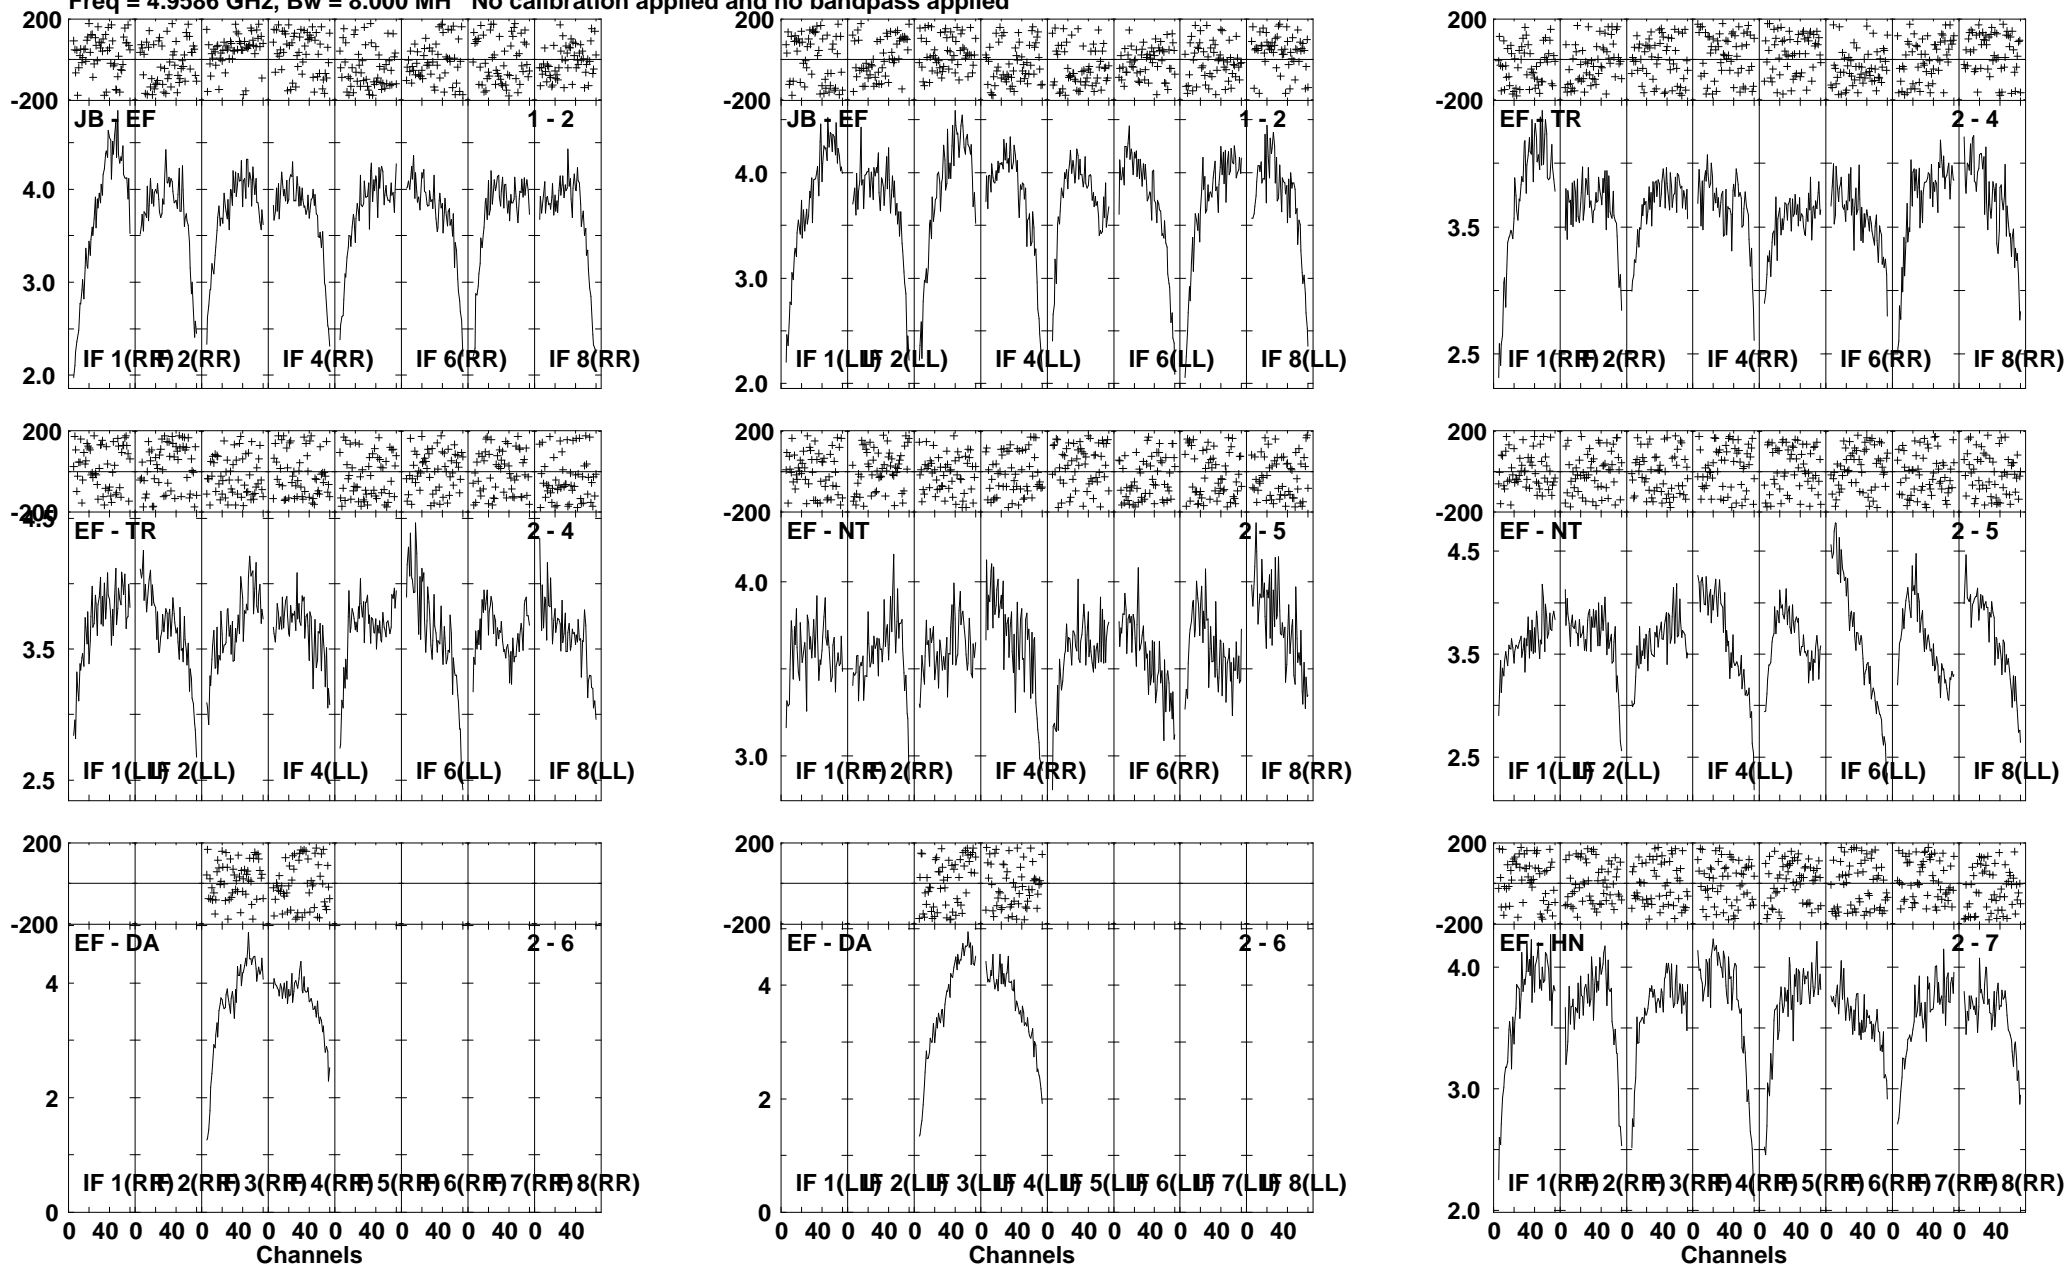 Freq = 4.9586 GHz, Bw = 8.000 MH No calibration applied and no bandpass applied
200 200 200
-200 -200 -200
JB - EF 1 - 2 JB - EF 1 - 2 EF - TR 2 - 4
4.0 4.0 3.5
3.0 3.0
IF 1(RR) IF 2(RR) IF 4(RR) IF 6(RR) IF 8(RR) IF 1(LL) IF 2(LL) IF 4(LL) IF 6(LL) IF 8(LL) IF 1(RR) IF 2(RR) IF 4(RR) IF 6(RR) IF 8(RR)
2.0 2.0 2.5
200 200 200
-200 -200 -200
4.5
EF - TR 2 - 4 EF - NT 2 - 5 EF - NT 2 - 5
4.0 4.5
3.5 3.5
3.0
IF 1(LL) IF 2(LL) IF 4(LL) IF 6(LL) IF 8(LL) IF 1(RR) IF 2(RR) IF 4(RR) IF 6(RR) IF 8(RR) IF 1(LL) IF 2(LL) IF 4(LL) IF 6(LL) IF 8(LL)
2.5 2.5
200 200 200
-200 -200 -200
EF - DA 2 - 6 EF - DA 2 - 6 EF - HN 2 - 7
4 4 4.0
2 2 3.0
IF 1(RR) IF 2(RR) IF 3(RR) IF 4(RR) IF 5(RR) IF 6(RR) IF 7(RR) IF 8(RR) IF 1(LL) IF 2(LL) IF 3(LL) IF 4(LL) IF 5(LL) IF 6(LL) IF 7(LL) IF 8(LL) IF 1(RR) IF 2(RR) IF 3(RR) IF 4(RR) IF 5(RR) IF 6(RR) IF 7(RR) IF 8(RR)
0 0 2.0
0 40 0 40 0 40 0 40 0 40 0 40 0 40 0 40 0 40 0 40 0 40 0 40 0 40 0 40 0 40 0 40 0 40 0 40 0 40 0 40 0 40 0 40 0 40 0 40
Channels Channels